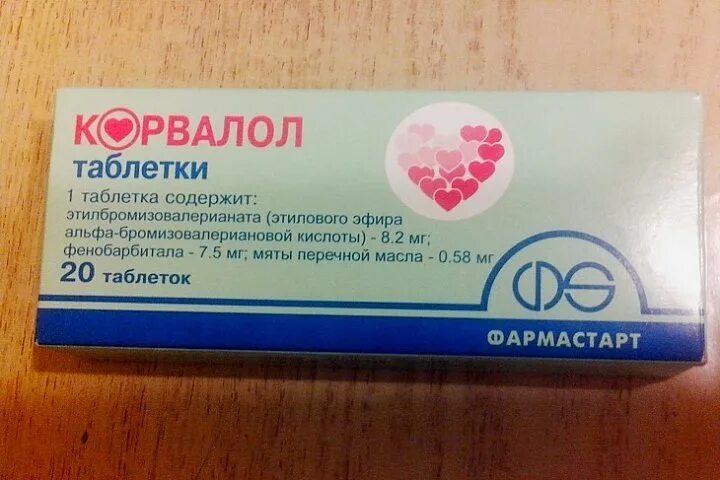 КОРВАЛОЛ
таблетки
1 таблетка содержит:
этилбромизовалерианата (этилового эфира
альфа-бромизовалериановой кислоты) - 8.2 мг;
фенобарбитала - 7.5 мг; мяты перечной масла - 0.58 мг
20 таблеток
ФАРМАСТАРТ